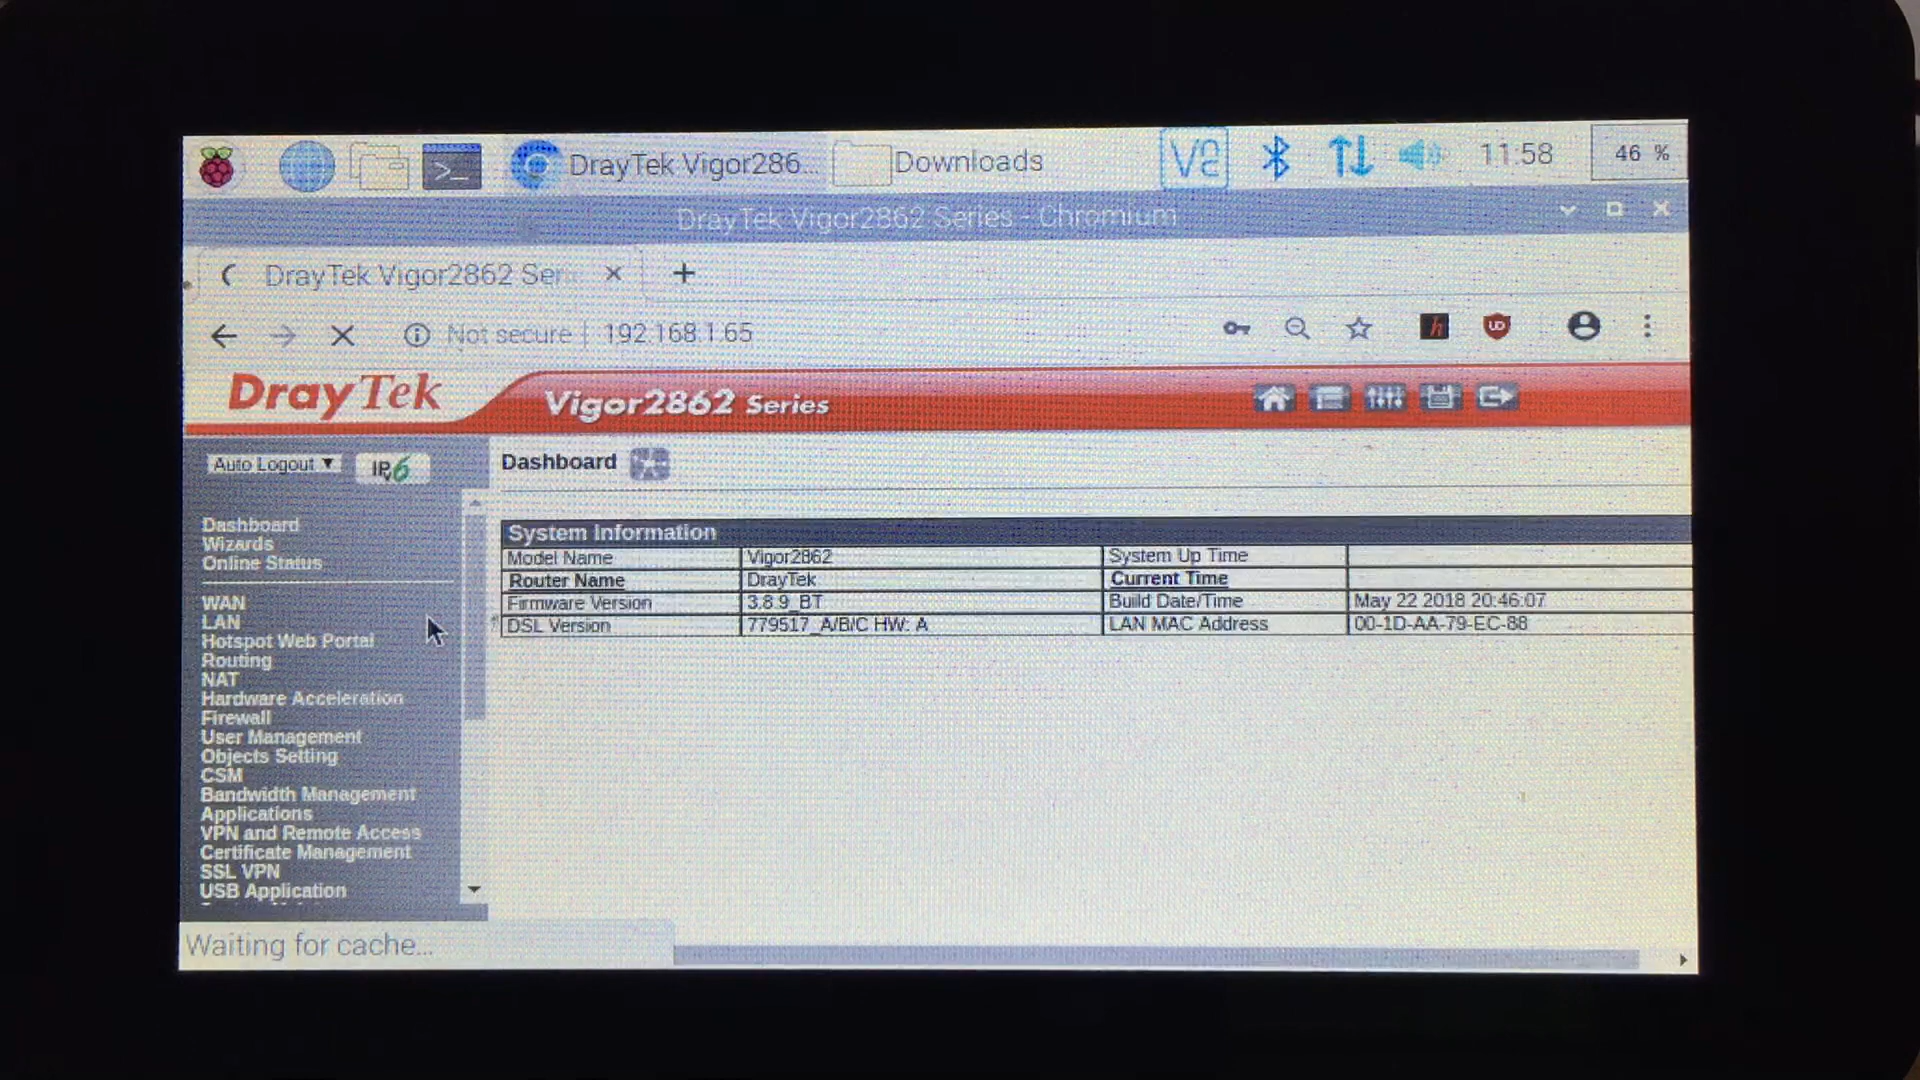 DrayTek Vigor286... Downloads V2 11:58 46 %
DrayTek Vigor2862 Series - Chromium
DrayTek Vigor2862 Seri
Not secure 192.168.1.65
DrayTek Vigor2862 Series
Auto Logout IPv6
Dashboard
Dashboard
Wizards
Online Status
WAN
LAN
Hotspot Web Portal
Routing
NAT
Hardware Acceleration
Firewall
User Management
Objects Setting
CSM
Bandwidth Management
Applications
VPN and Remote Access
Certificate Management
SSL VPN
USB Application
System Information
Model Name Vigor2862 System Up Time
Router Name DrayTek Current Time
Firmware Version 3.8.9_BT Build Date/Time May 22 2018 20:46:07
DSL Version 779517_A/B/C HW: A LAN MAC Address 00-1D-AA-79-EC-88
Waiting for cache...